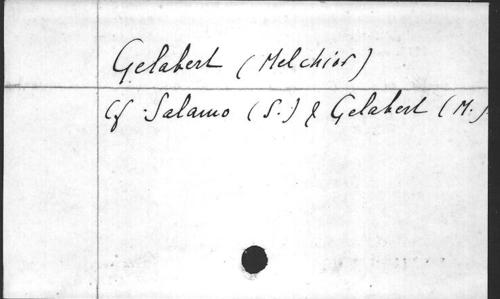 Gelabert (Melchior)
Cf Salamo (S.) & Gelabert (M.)